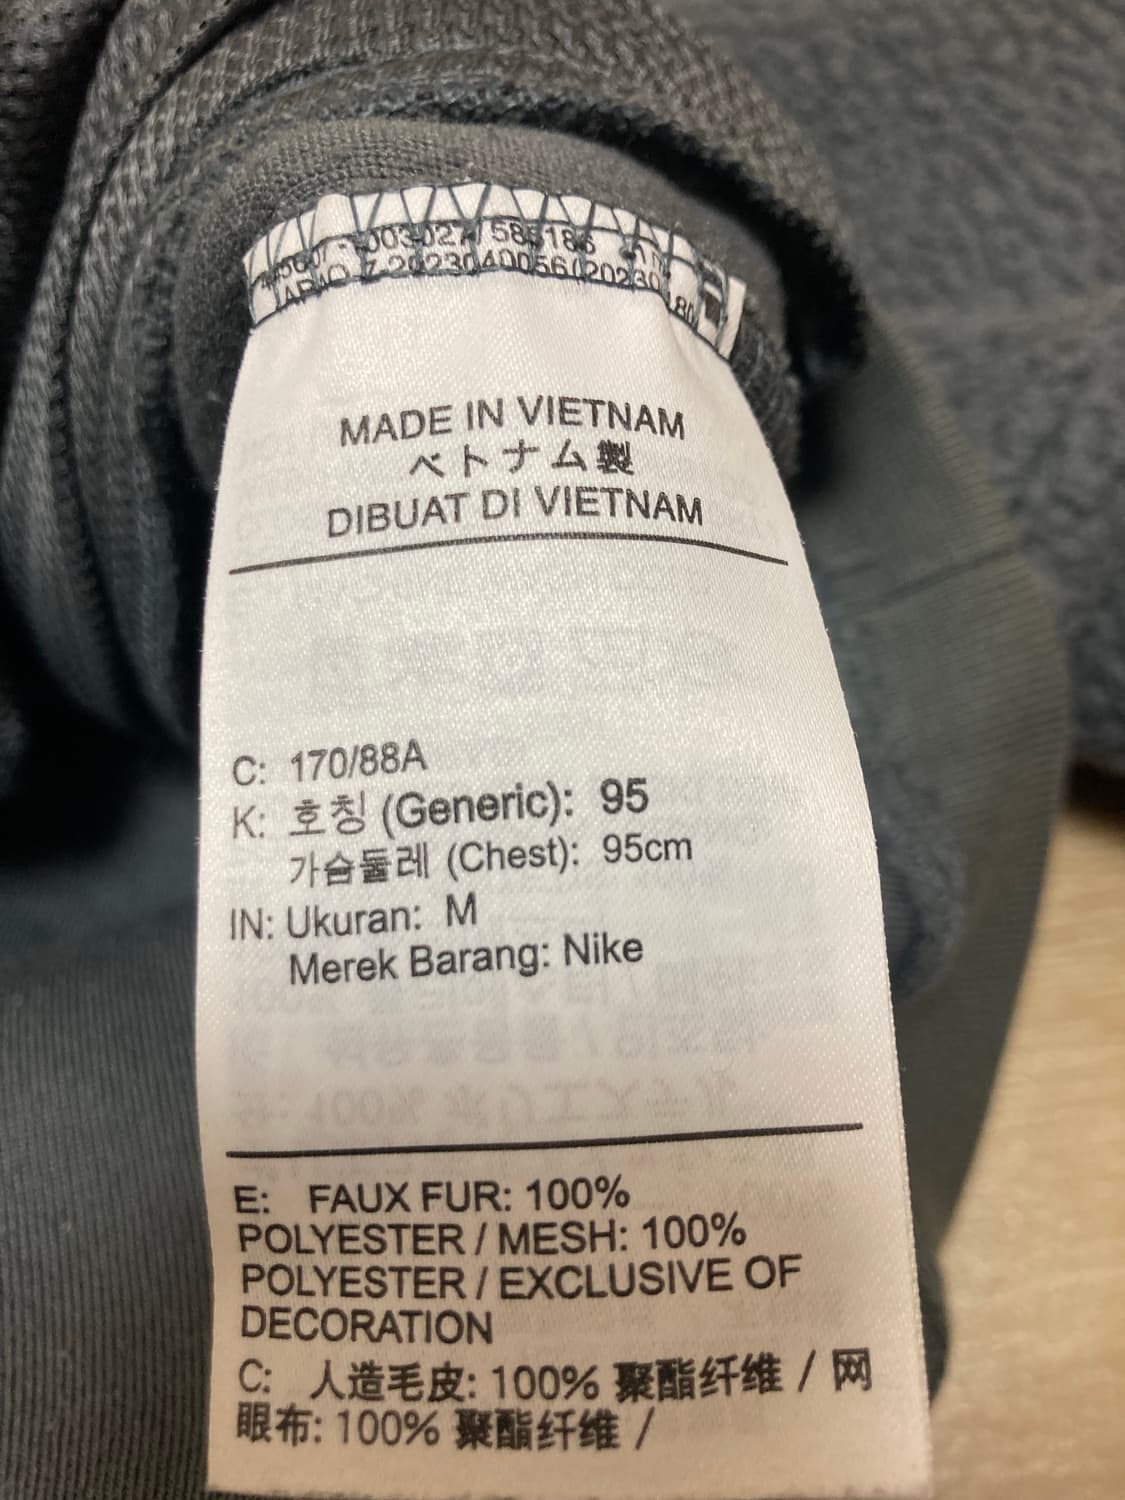 585186
MADE IN VIETNAM
ベトナム製
DIBUAT DI VIETNAM
C: 170/88A
K: 호칭 (Generic): 95
가슴둘레 (Chest): 95cm
IN: Ukuran: M
Merek Barang: Nike
E: FAUX FUR: 100%
POLYESTER / MESH: 100%
POLYESTER / EXCLUSIVE OF
DECORATION
C: 人造毛皮: 100% 聚酯纤维 / 网
眼布: 100% 聚酯纤维 /